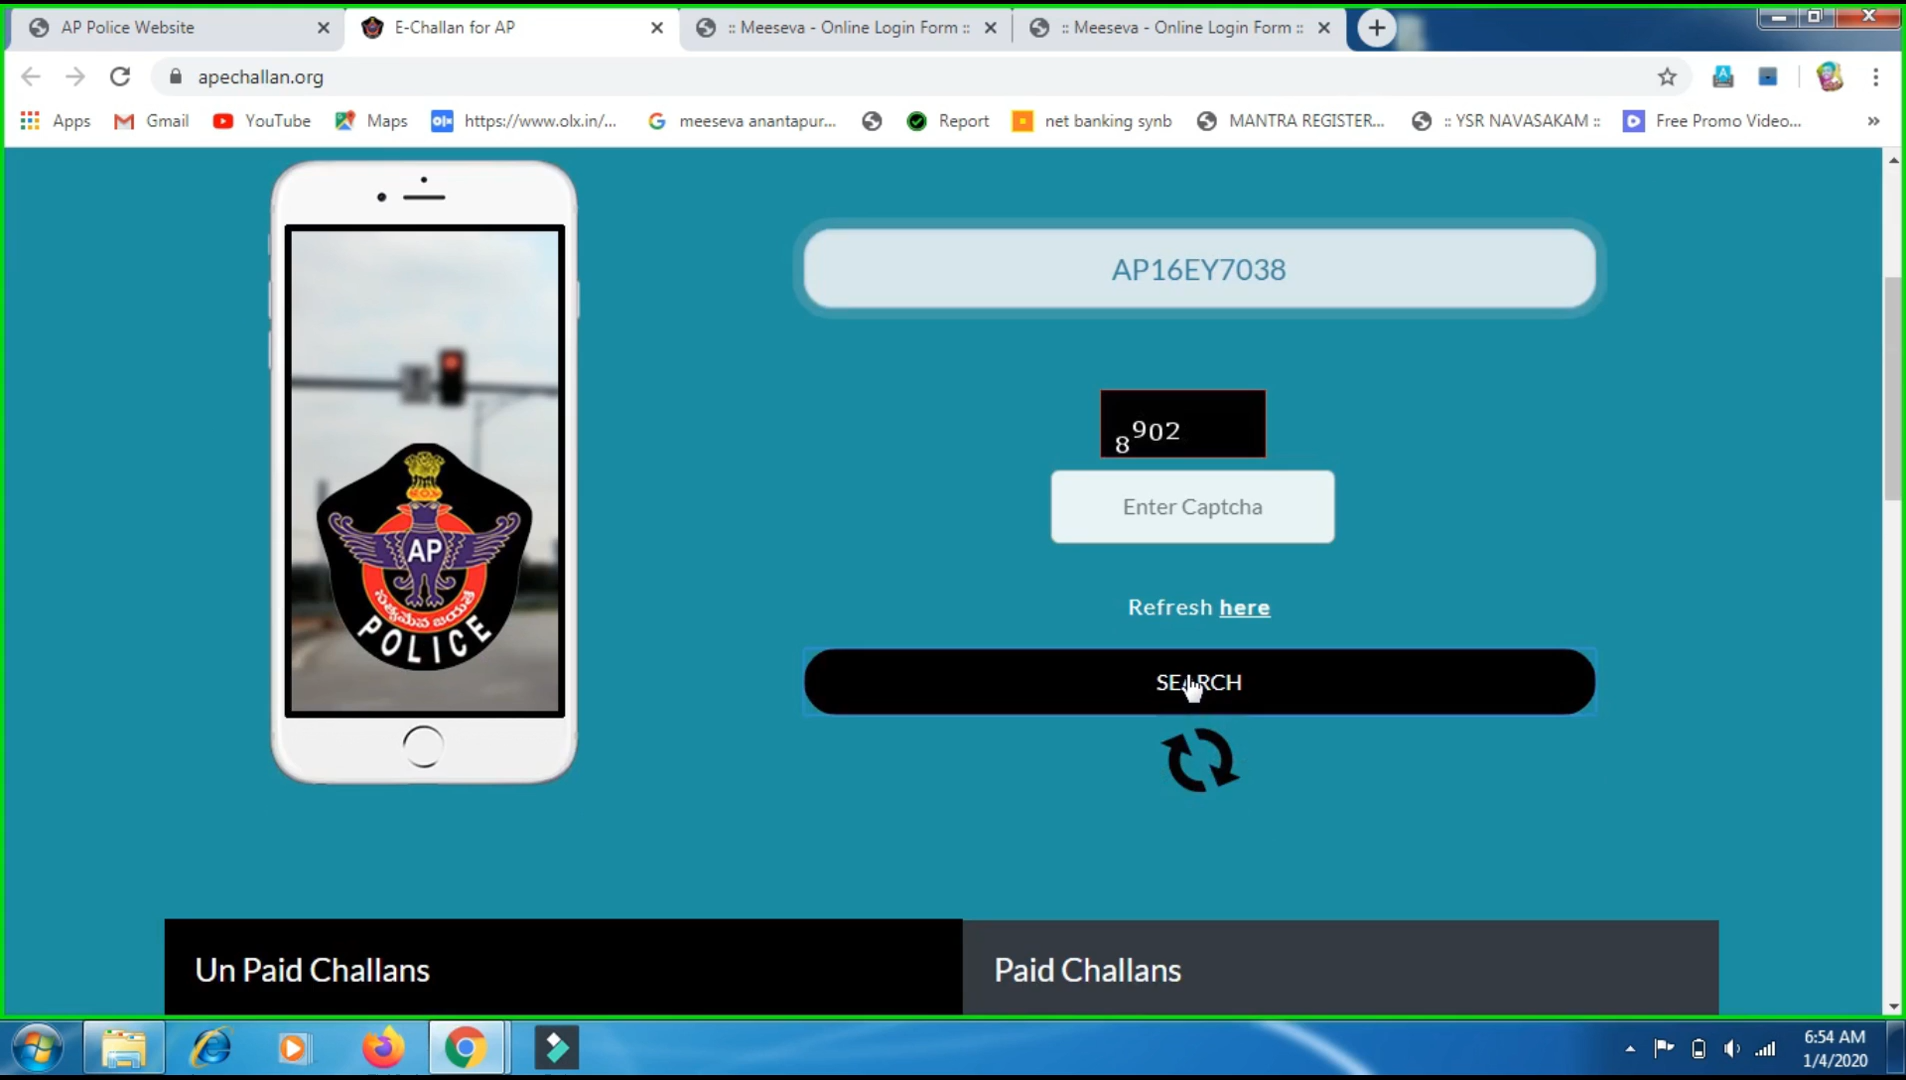 AP Police Website
E-Challan for AP
:: Meeseva - Online Login Form ::
:: Meeseva - Online Login Form ::
apechallan.org
Apps
Gmail
YouTube
Maps
https://www.olx.in/...
meeseva anantapur...
Report
net banking synb
MANTRA REGISTER...
:: YSR NAVASAKAM ::
Free Promo Video...
»
AP16EY7038
8902
Enter Captcha
AP
సత్యమేవ జయతే
POLICE
Refresh here
SEARCH
Un Paid Challans
Paid Challans
6:54 AM
1/4/2020